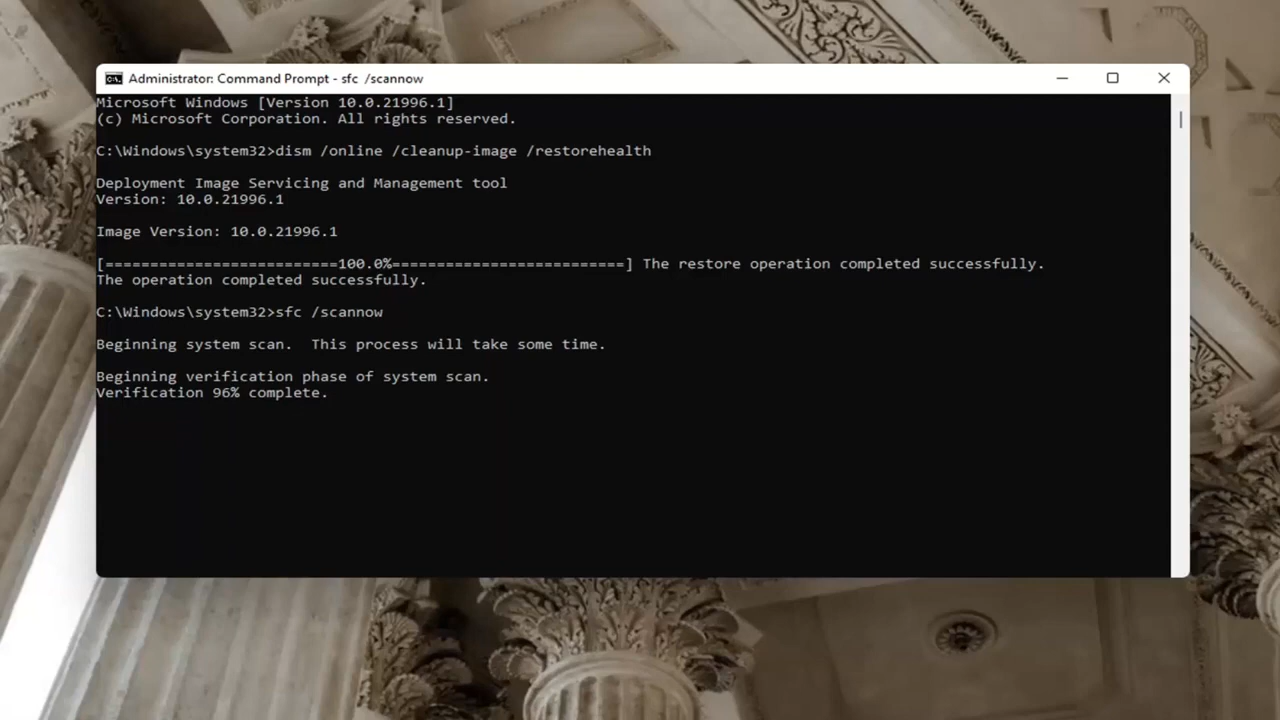 Administrator: Command Prompt - sfc  /scannow
Microsoft Windows [Version 10.0.21996.1]
(c) Microsoft Corporation. All rights reserved.
C:\Windows\system32>dism /online /cleanup-image /restorehealth
Deployment Image Servicing and Management tool
Version: 10.0.21996.1
Image Version: 10.0.21996.1
[==========================100.0%==========================] The restore operation completed successfully.
The operation completed successfully.
C:\Windows\system32>sfc /scannow
Beginning system scan.  This process will take some time.
Beginning verification phase of system scan.
Verification 96% complete.